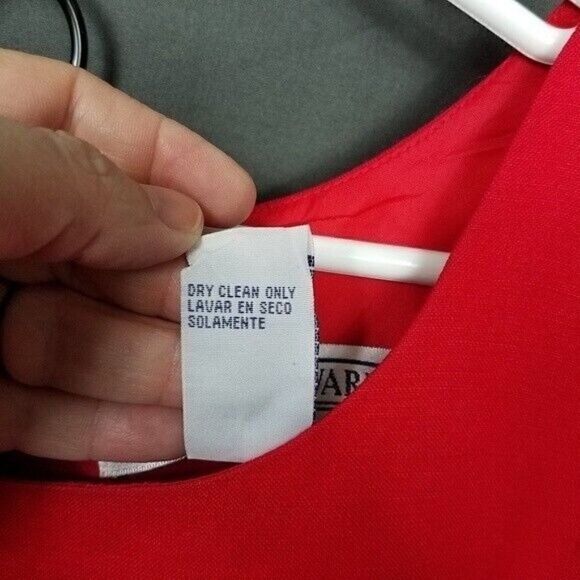 DRY CLEAN ONLY
LAVAR EN SECO
SOLAMENTE